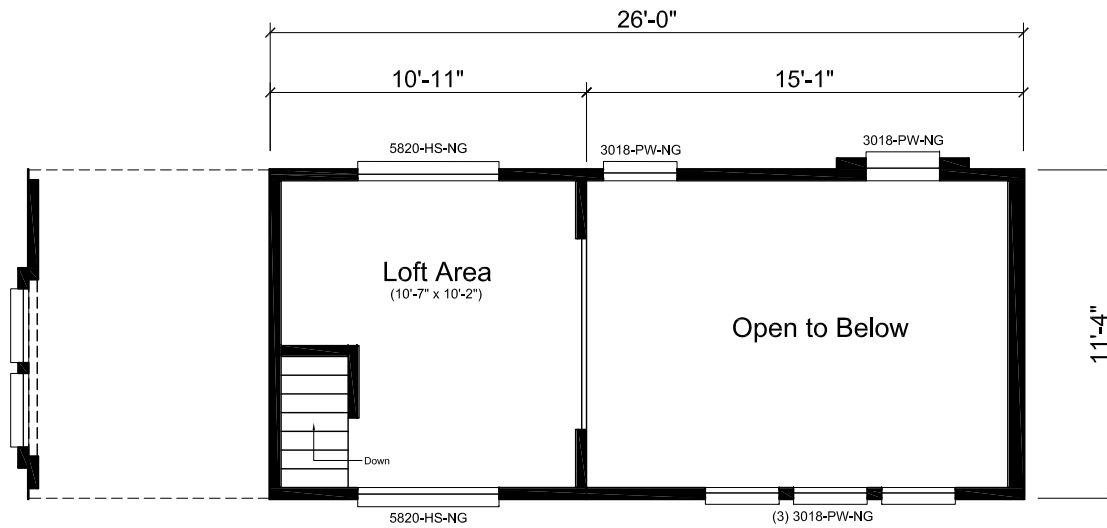 26'-0"
10'-11"
15'-1"
5820-HS-NG
3018-PW-NG
3018-PW-NG
Loft Area
(10'-7" x 10'-2")
Open to Below
11'-4"
Down
5820-HS-NG
(3) 3018-PW-NG